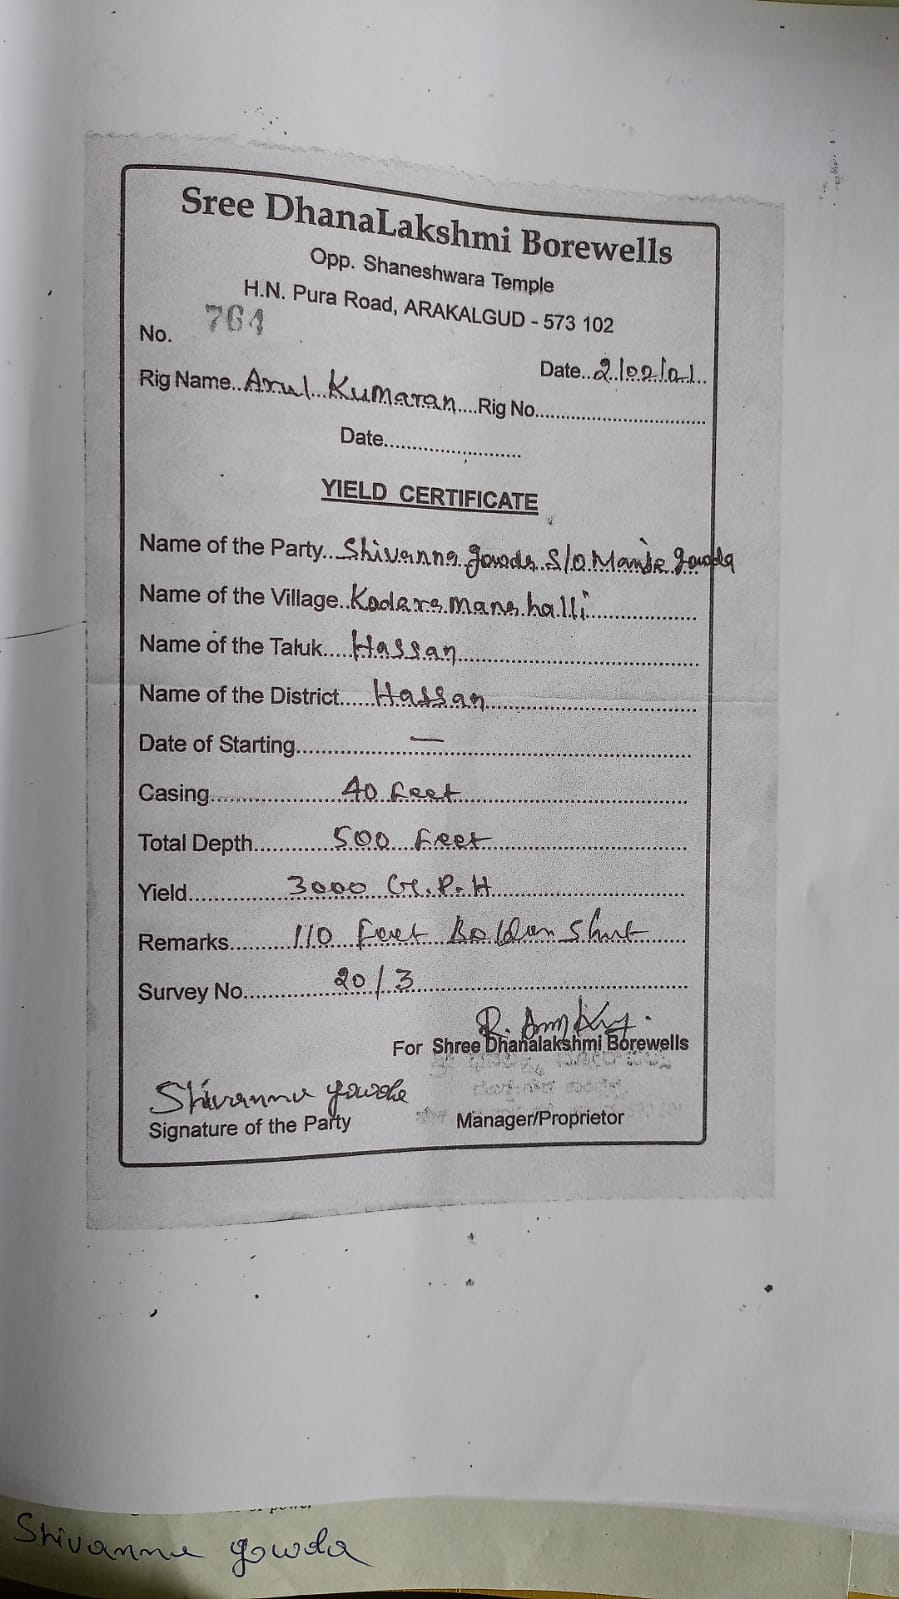 Sree DhanaLakshmi Borewells
Opp. Shaneshwara Temple
H.N. Pura Road, ARAKALGUD - 573 102
No. 764
Date..2/02/01..
Rig Name..Arul Kumaran....Rig No..............
Date..............
YIELD CERTIFICATE
Name of the Party..Shivanna gowda S/O Manje gowda
Name of the Village..Kodaramanahalli..............
Name of the Taluk.....Hassan..............
Name of the District......Hassan..............
Date of Starting.............. —..............
Casing..............40 feet..............
Total Depth..............500 feet..............
Yield..............3000 G.P.H..............
Remarks..........110 feet
Survey No..............20/3..............
For Shree Dhanalakshmi Borewells
Shivanna gowda
Signature of the Party
Manager/Proprietor
Shivanna gowda